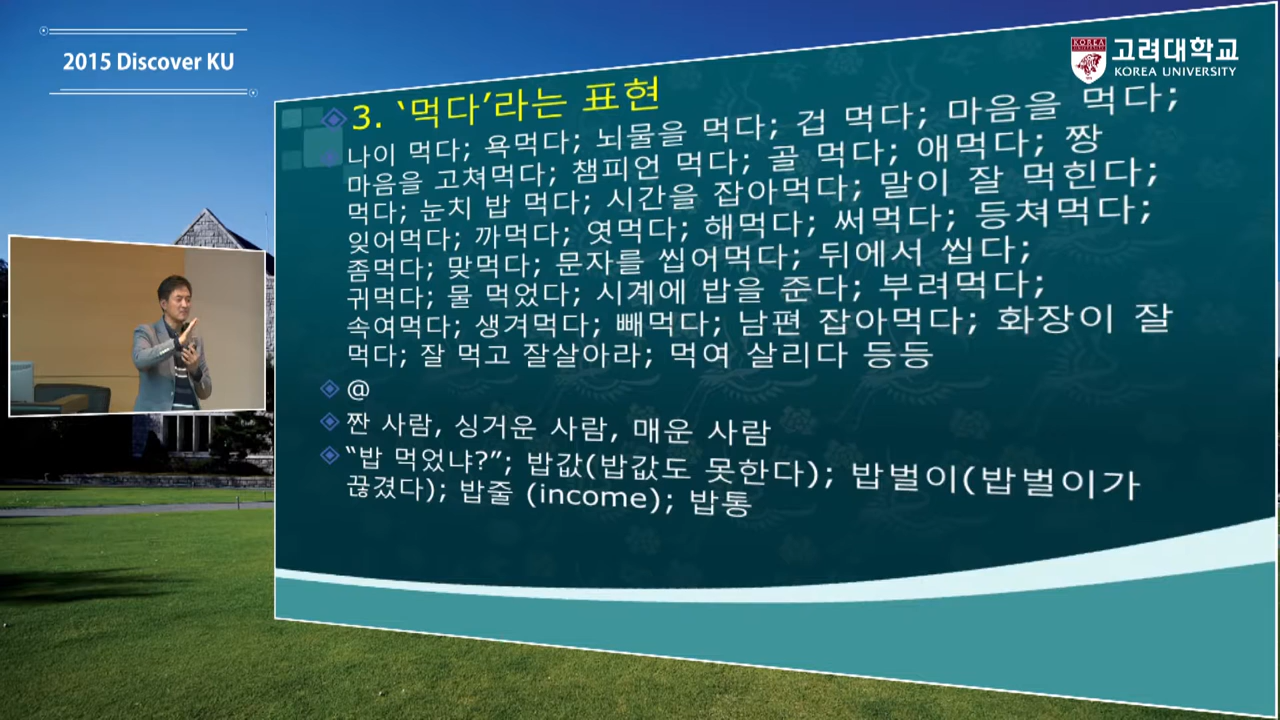 2015 Discover KU
KOREA
고려대학교
KOREA UNIVERSITY
3. ‘먹다’라는 표현
나이 먹다; 욕먹다; 뇌물을 먹다; 겁 먹다; 마음을 먹다;
마음을 고쳐먹다; 챔피언 먹다; 골 먹다; 애먹다; 짱
먹다; 눈치 밥 먹다; 시간을 잡아먹다; 말이 잘 먹힌다;
잊어먹다; 까먹다; 엿먹다; 해먹다; 써먹다; 등쳐먹다;
좀먹다; 맞먹다; 문자를 씹어먹다; 뒤에서 씹다;
귀먹다; 물 먹었다; 시계에 밥을 준다; 부려먹다;
속여먹다; 생겨먹다; 빼먹다; 남편 잡아먹다; 화장이 잘
먹다; 잘 먹고 잘살아라; 먹여 살리다 등등
@
짠 사람, 싱거운 사람, 매운 사람
“밥 먹었냐?”; 밥값(밥값도 못한다); 밥벌이(밥벌이가
끊겼다); 밥줄 (income); 밥통